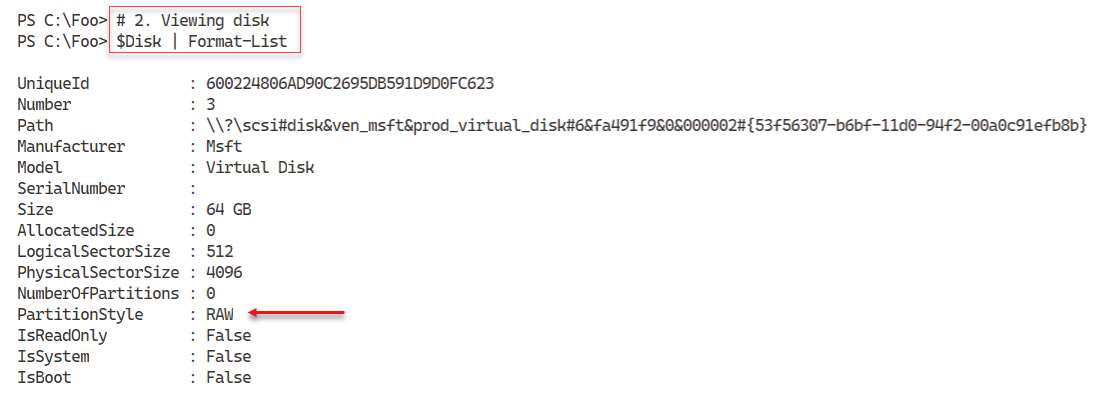 PS C:\Foo> # 2. Viewing disk
PS C:\Foo> $Disk | Format-List
UniqueId : 600224806AD90C2695DB591D9D0FC623
Number : 3
Path : \\?\scsi#disk&ven_msft&prod_virtual_disk#6&fa491f9&0&000002#{53f56307-b6bf-11d0-94f2-00a0c91efb8b}
Manufacturer : Msft
Model : Virtual Disk
SerialNumber :
Size : 64 GB
AllocatedSize : 0
LogicalSectorSize : 512
PhysicalSectorSize : 4096
NumberOfPartitions : 0
PartitionStyle : RAW
IsReadOnly : False
IsSystem : False
IsBoot : False